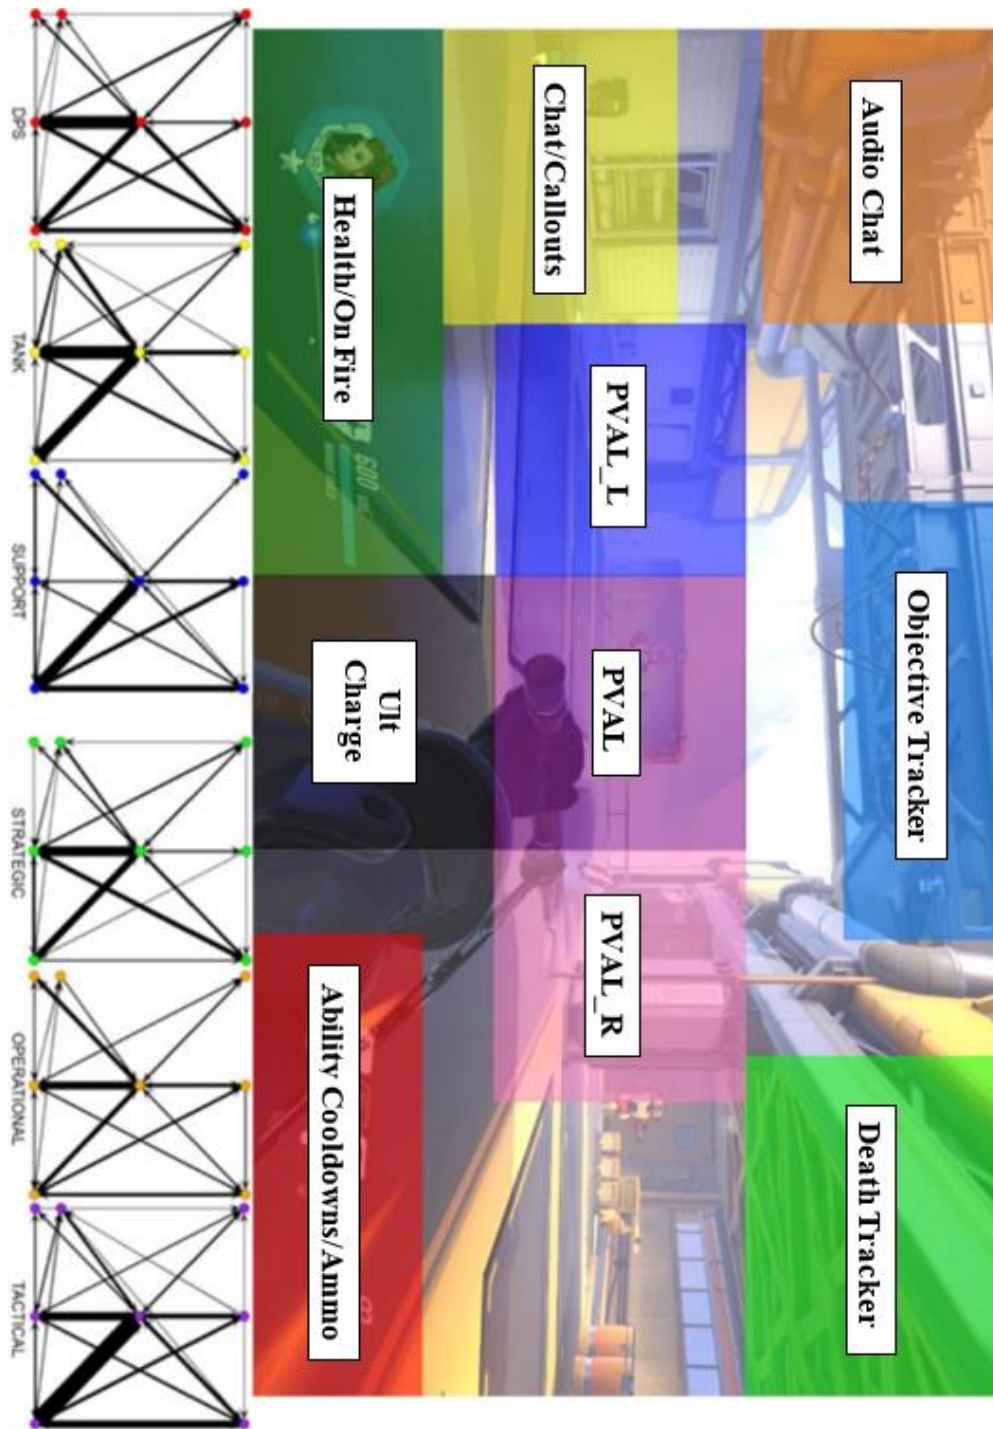 Audio Chat
Objective Tracker
Death Tracker
Chat/Callouts
PVAL_L
PVAL
PVAL_R
Health/On Fire
600
Ult
Charge
Ability Cooldowns/Ammo
DPS
TANK
SUPPORT
STRATEGIC
OPERATIONAL
TACTICAL